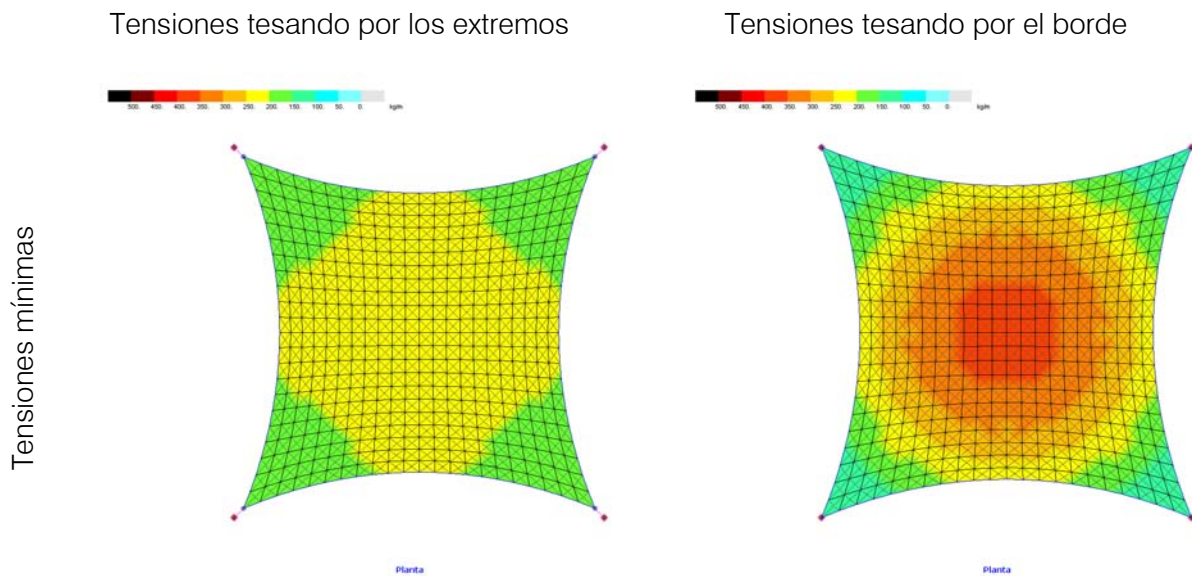 Tensiones tesando por los extremos
Tensiones tesando por el borde
500. 450. 400. 350. 300. 250. 200. 150. 100. 50. 0. kg/m
500. 450. 400. 350. 300. 250. 200. 150. 100. 50. 0. kg/m
Tensiones mínimas
Planta
Planta